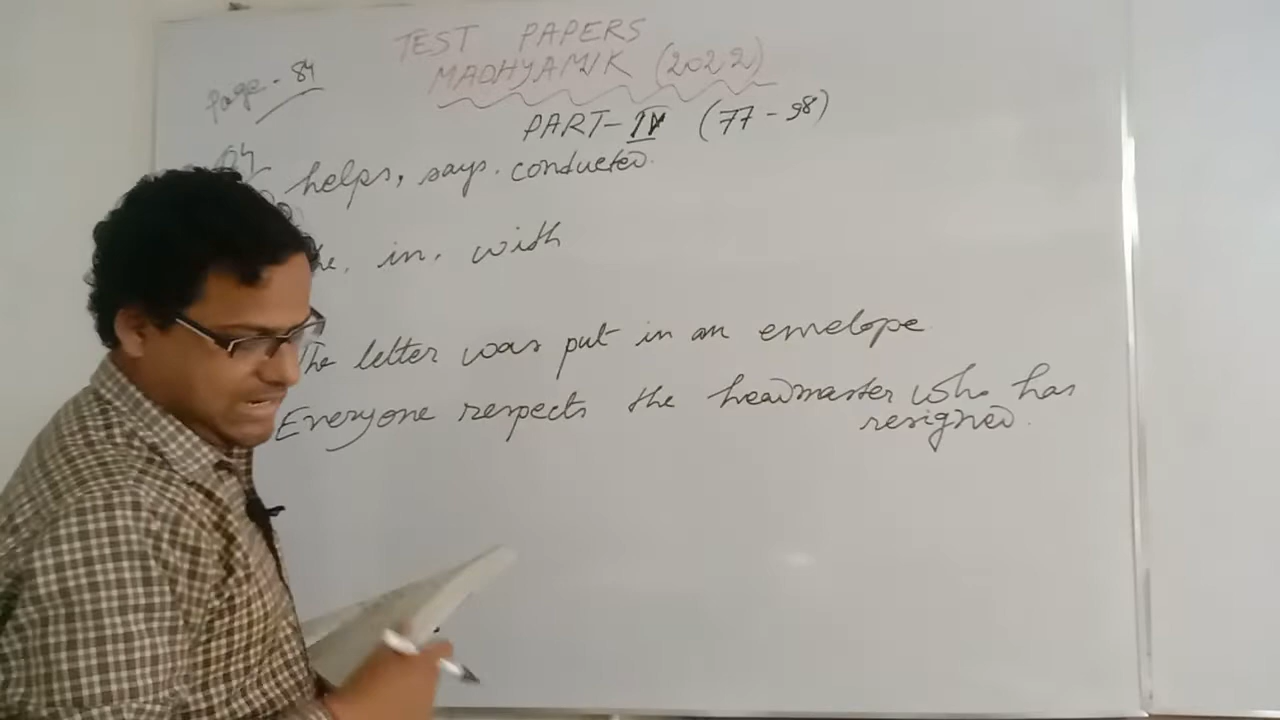 TEST PAPERS
MADHYAMIK (2022)
Page - 84
PART-IV (77-98)
helps, says. conducted.
in, with
The letter was put in an envelope
Everyone respects the headmaster who has
resigned.